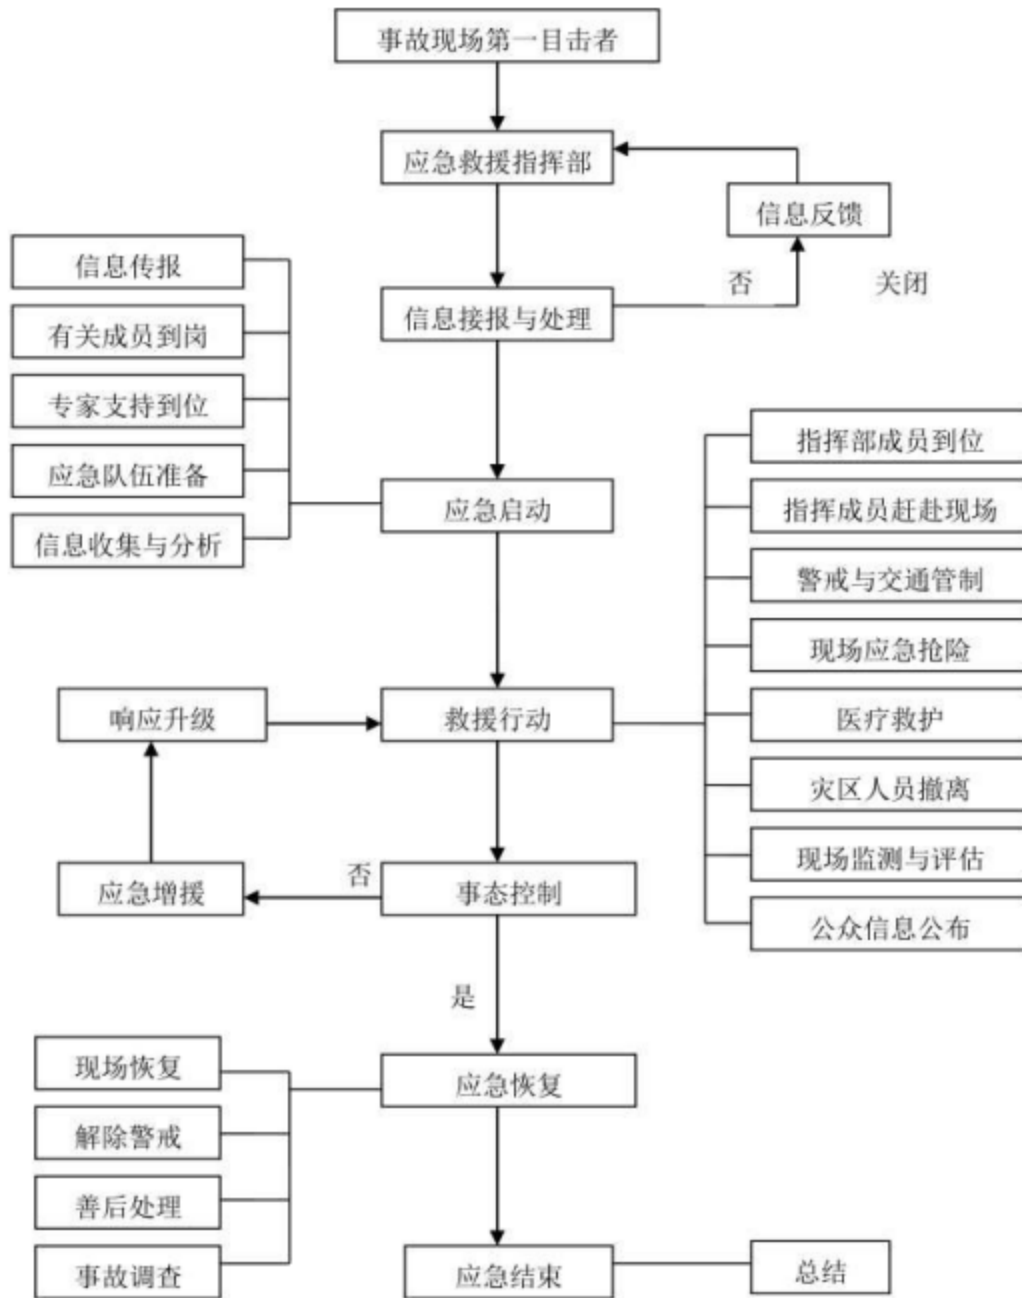 事故现场第一目击者
应急救援指挥部
信息反馈
信息传报
否
关闭
信息接报与处理
有关成员到岗
专家支持到位
指挥部成员到位
应急队伍准备
应急启动
指挥成员赶赴现场
信息收集与分析
警戒与交通管制
现场应急抢险
响应升级
救援行动
医疗救护
灾区人员撤离
现场监测与评估
否
应急增援
事态控制
公众信息公布
是
现场恢复
应急恢复
解除警戒
善后处理
事故调查
应急结束
总结